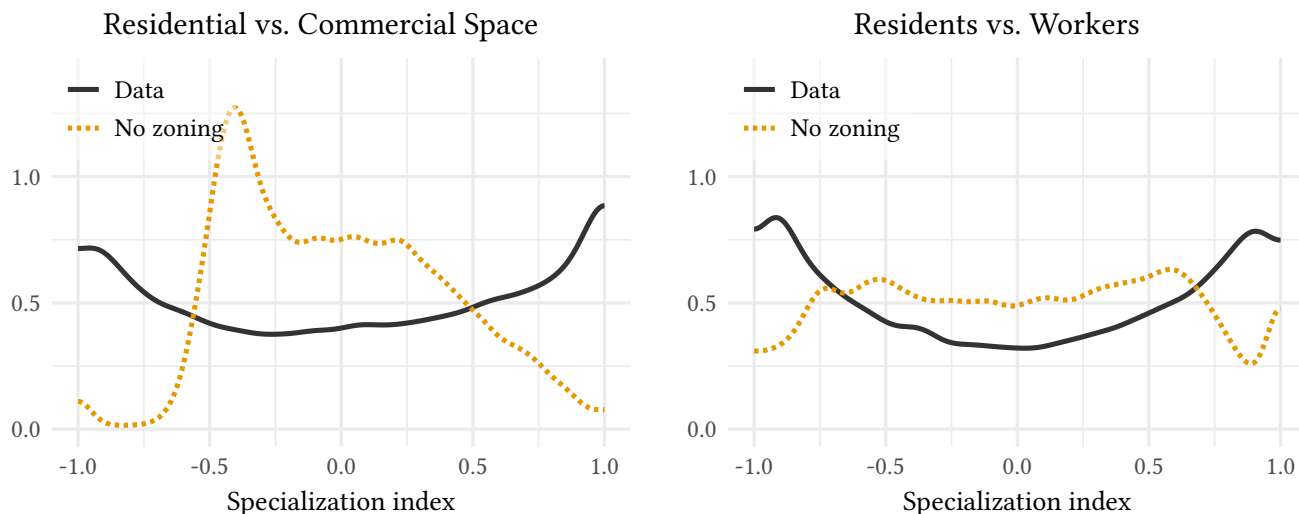 Residential vs. Commercial Space
Data
No zoning
1.0
0.5
0.0
-1.0 -0.5 0.0 0.5 1.0
Specialization index
Residents vs. Workers
Data
No zoning
1.0
0.5
0.0
-1.0 -0.5 0.0 0.5 1.0
Specialization index